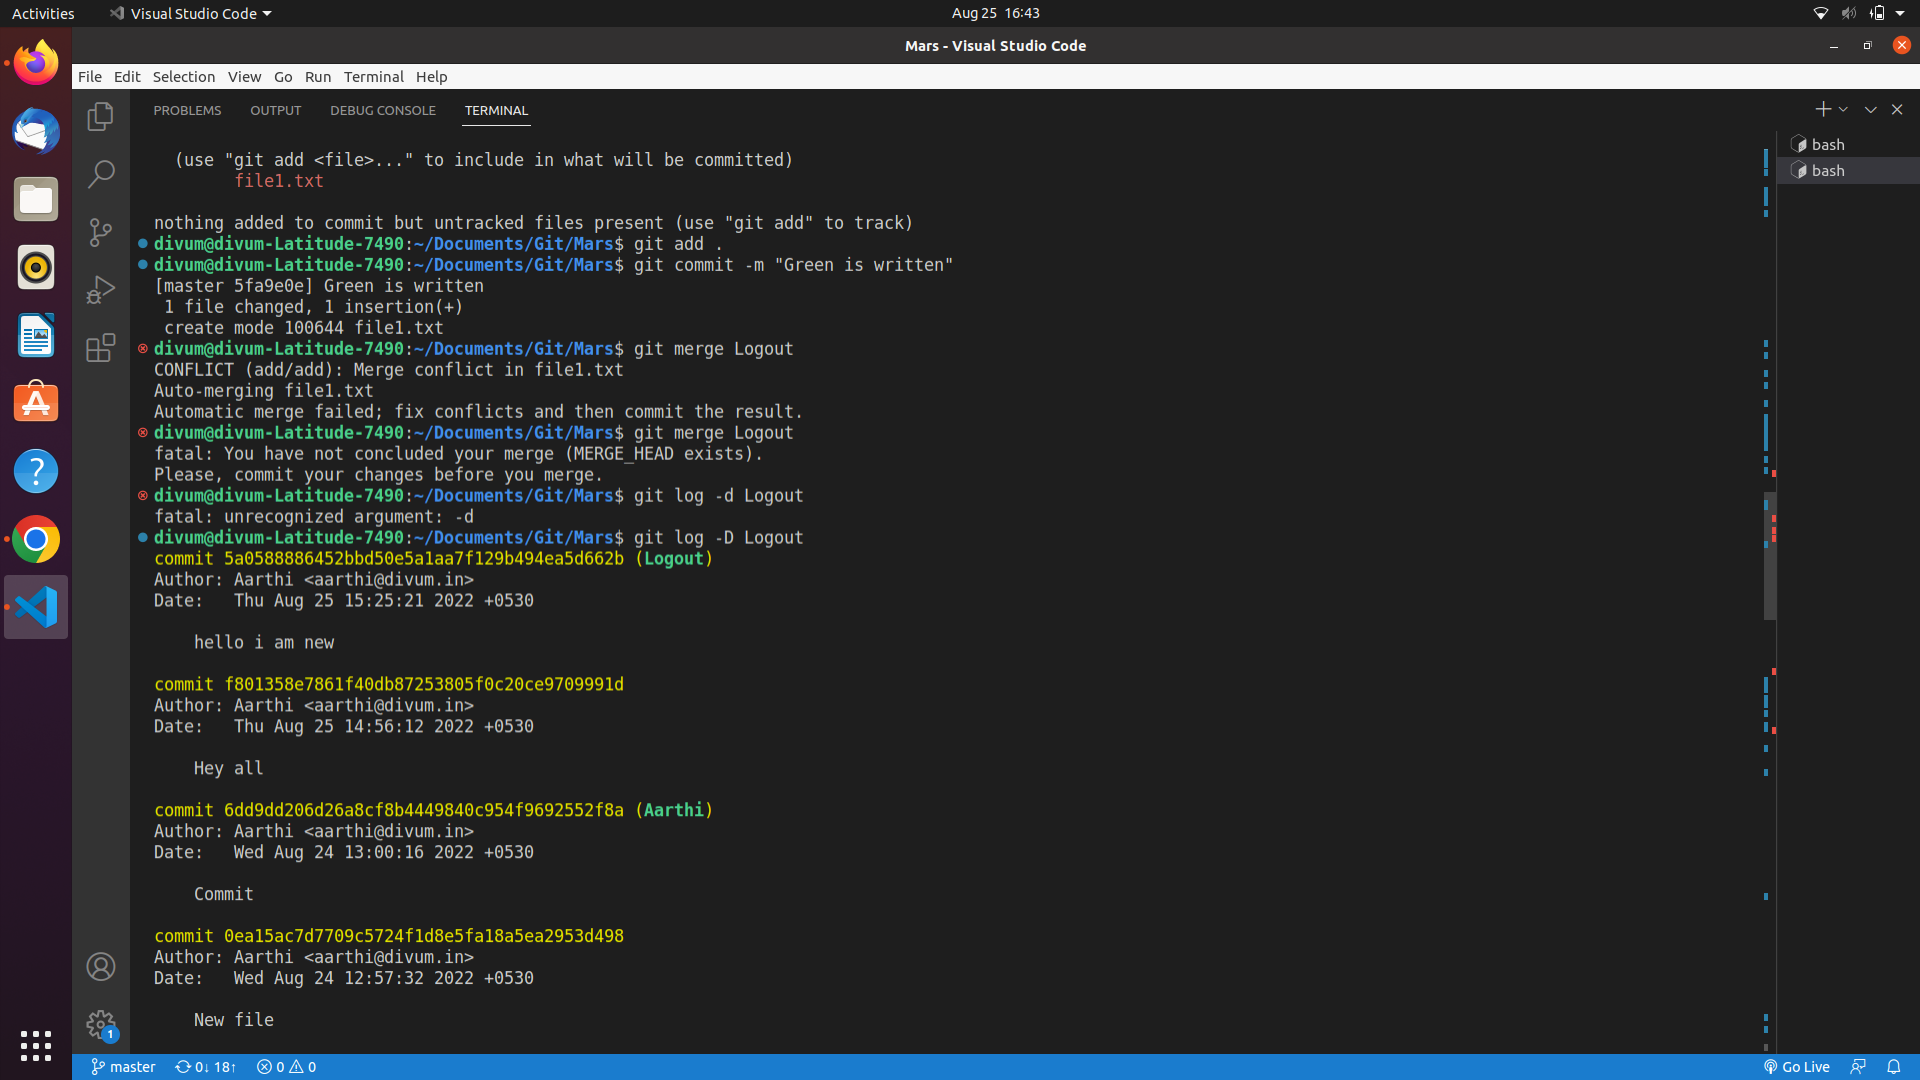 Activities
Visual Studio Code
Aug 25 16:43
Mars - Visual Studio Code
File Edit Selection View Go Run Terminal Help
PROBLEMS OUTPUT DEBUG CONSOLE TERMINAL
(use "git add <file>..." to include in what will be committed)
file1.txt
nothing added to commit but untracked files present (use "git add" to track)
divum@divum-Latitude-7490:~/Documents/Git/Mars$ git add .
divum@divum-Latitude-7490:~/Documents/Git/Mars$ git commit -m "Green is written"
[master 5fa9e0e] Green is written
1 file changed, 1 insertion(+)
create mode 100644 file1.txt
divum@divum-Latitude-7490:~/Documents/Git/Mars$ git merge Logout
CONFLICT (add/add): Merge conflict in file1.txt
Auto-merging file1.txt
Automatic merge failed; fix conflicts and then commit the result.
divum@divum-Latitude-7490:~/Documents/Git/Mars$ git merge Logout
fatal: You have not concluded your merge (MERGE_HEAD exists).
Please, commit your changes before you merge.
divum@divum-Latitude-7490:~/Documents/Git/Mars$ git log -d Logout
fatal: unrecognized argument: -d
divum@divum-Latitude-7490:~/Documents/Git/Mars$ git log -D Logout
commit 5a0588886452bbd50e5a1aa7f129b494ea5d662b (Logout)
Author: Aarthi <aarthi@divum.in>
Date: Thu Aug 25 15:25:21 2022 +0530
hello i am new
commit f801358e7861f40db87253805f0c20ce9709991d
Author: Aarthi <aarthi@divum.in>
Date: Thu Aug 25 14:56:12 2022 +0530
Hey all
commit 6dd9dd206d26a8cf8b4449840c954f9692552f8a (Aarthi)
Author: Aarthi <aarthi@divum.in>
Date: Wed Aug 24 13:00:16 2022 +0530
Commit
commit 0ea15ac7d7709c5724f1d8e5fa18a5ea2953d498
Author: Aarthi <aarthi@divum.in>
Date: Wed Aug 24 12:57:32 2022 +0530
New file
bash
bash
1
master 0↓ 18↑ 0 0
Go Live